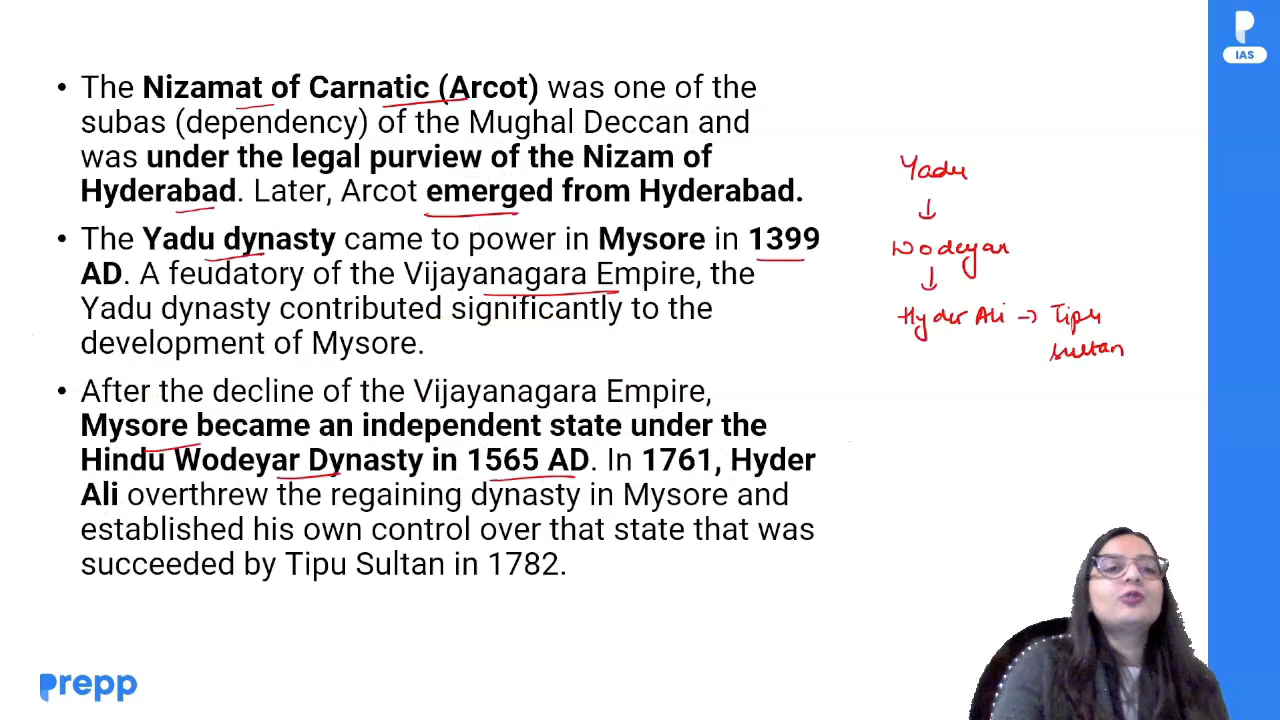 • The Nizamat of Carnatic (Arcot) was one of the
subas (dependency) of the Mughal Deccan and
was under the legal purview of the Nizam of
Hyderabad. Later, Arcot emerged from Hyderabad.
• The Yadu dynasty came to power in Mysore in 1399
AD. A feudatory of the Vijayanagara Empire, the
Yadu dynasty contributed significantly to the
development of Mysore.
• After the decline of the Vijayanagara Empire,
Mysore became an independent state under the
Hindu Wodeyar Dynasty in 1565 AD. In 1761, Hyder
Ali overthrew the regaining dynasty in Mysore and
established his own control over that state that was
succeeded by Tipu Sultan in 1782.
Yadu
↓
Wodeyar
↓
Hyder Ali → Tipu
Sultan
IAS
prepp